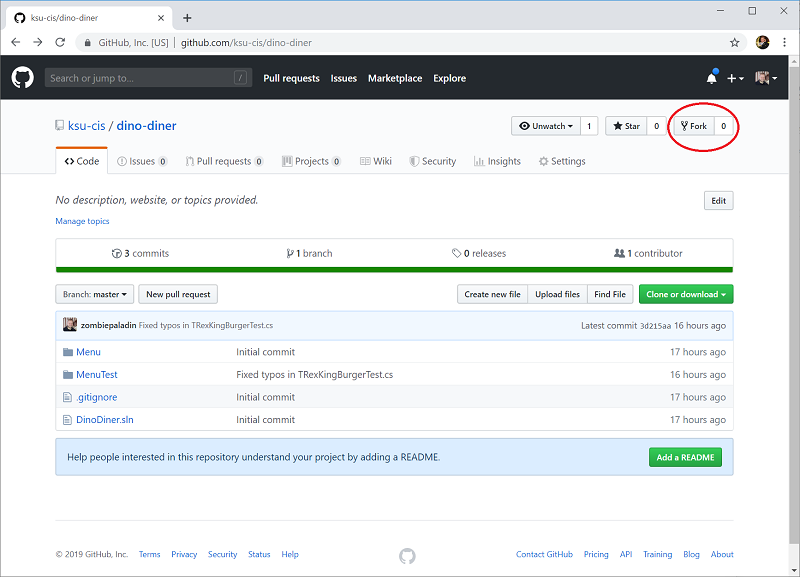 ksu-cis/dino-diner
GitHub, Inc. [US] | github.com/ksu-cis/dino-diner
Search or jump to... / Pull requests Issues Marketplace Explore
ksu-cis / dino-diner Unwatch 1 Star 0 Fork 0
Code Issues 0 Pull requests 0 Projects 0 Wiki Security Insights Settings
No description, website, or topics provided. Edit
Manage topics
3 commits 1 branch 0 releases 1 contributor
Branch: master New pull request Create new file Upload files Find File Clone or download
zombiepaladin Fixed typos in TRexKingBurgerTest.cs Latest commit 3d215aa 16 hours ago
Menu Initial commit 17 hours ago
MenuTest Fixed typos in TRexKingBurgerTest.cs 16 hours ago
.gitignore Initial commit 17 hours ago
DinoDiner.sln Initial commit 17 hours ago
Help people interested in this repository understand your project by adding a README. Add a README
© 2019 GitHub, Inc. Terms Privacy Security Status Help Contact GitHub Pricing API Training Blog About